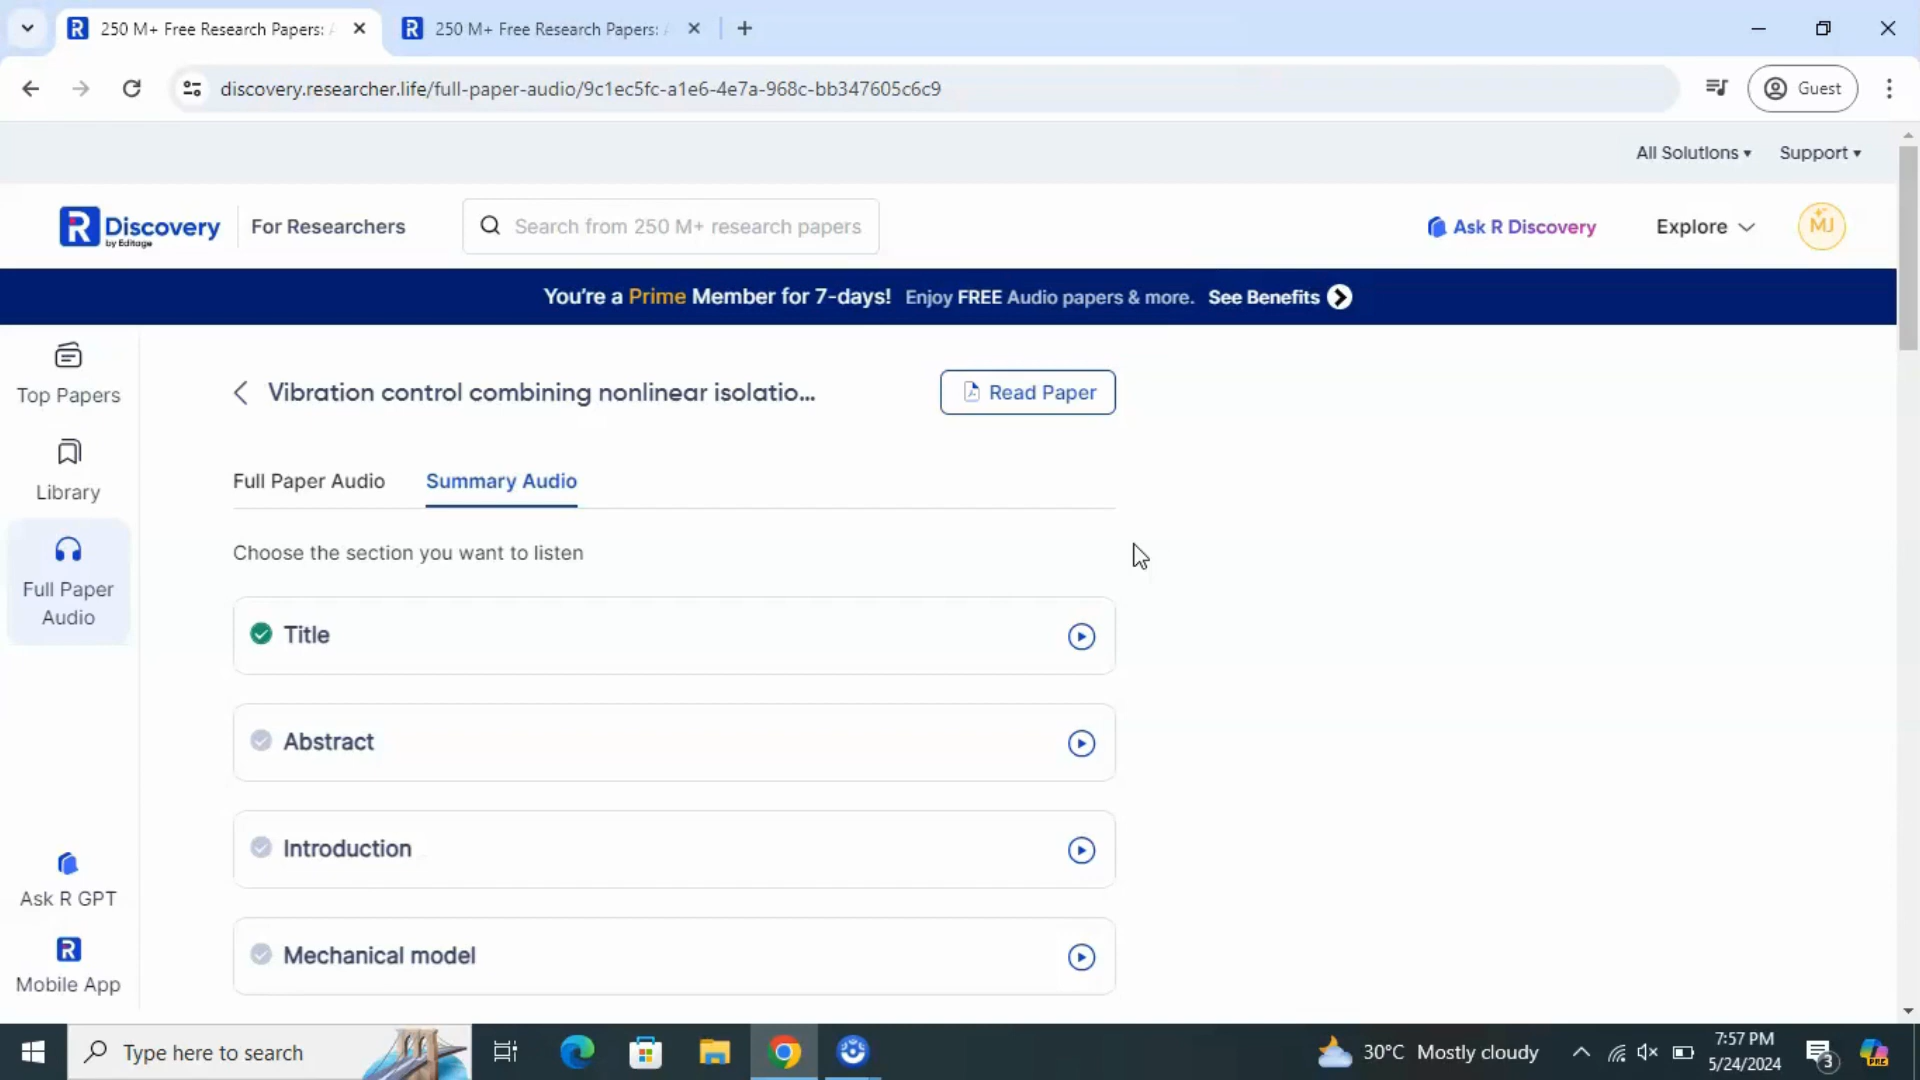 250 M+ Free Research Papers:
250 M+ Free Research Papers:
discovery.researcher.life/full-paper-audio/9c1ec5fc-a1e6-4e7a-968c-bb347605c6c9
Guest
All Solutions
Support
R Discovery
by Editage
For Researchers
Search from 250 M+ research papers
Ask R Discovery
Explore
MJ
You're a Prime Member for 7-days! Enjoy FREE Audio papers & more. See Benefits
Top Papers
Library
Full Paper
Audio
Ask R GPT
Mobile App
Vibration control combining nonlinear isolatio...
Read Paper
Full Paper Audio
Summary Audio
Choose the section you want to listen
Title
Abstract
Introduction
Mechanical model
Type here to search
30°C Mostly cloudy
7:57 PM
5/24/2024
3
PRE